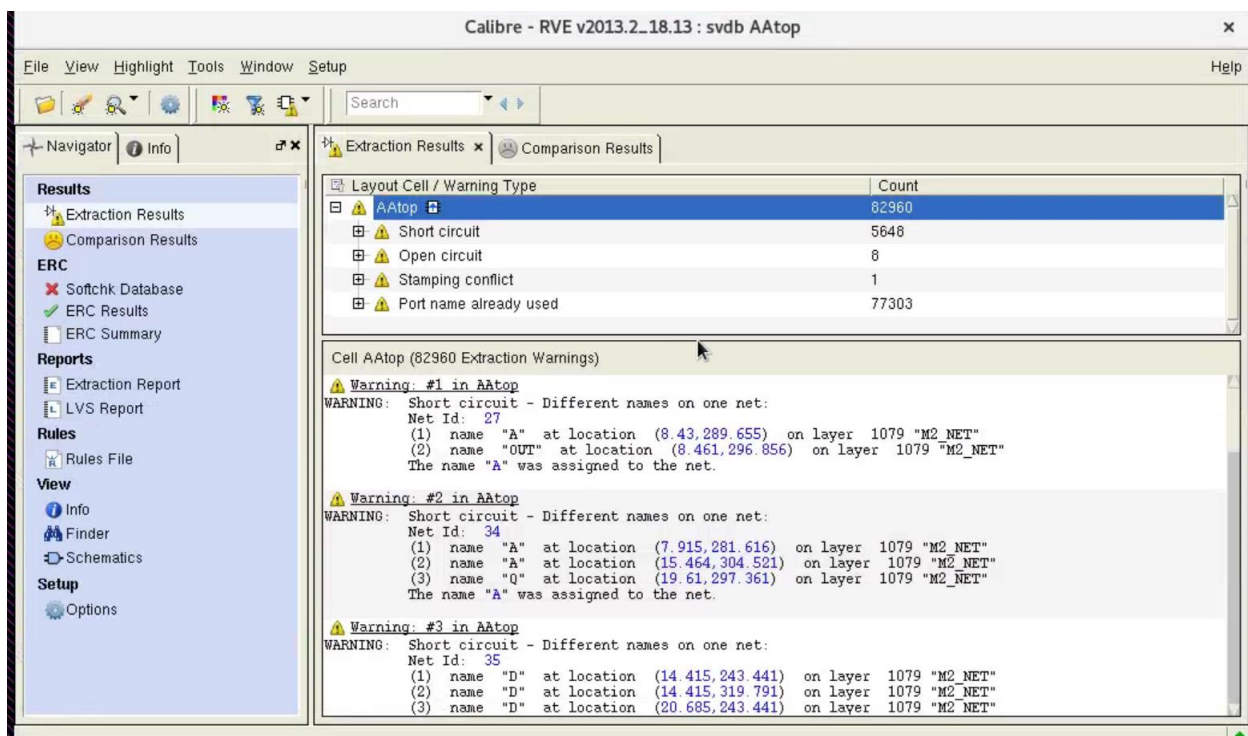 Calibre - RVE v2013.2_18.13 : svdb AAtop
File View Highlight Tools Window Setup Help
Search
Navigator Info
Extraction Results Comparison Results
Results
Extraction Results
Comparison Results
ERC
Softchk Database
ERC Results
ERC Summary
Reports
Extraction Report
LVS Report
Rules
Rules File
View
Info
Finder
Schematics
Setup
Options
Layout Cell / Warning Type Count
AAtop 82960
Short circuit 5648
Open circuit 8
Stamping conflict 1
Port name already used 77303
Cell AAtop (82960 Extraction Warnings)
Warning: #1 in AAtop
WARNING: Short circuit - Different names on one net:
Net Id: 27
(1) name "A" at location (8.43,289.655) on layer 1079 "M2_NET"
(2) name "OUT" at location (8.461,296.856) on layer 1079 "M2_NET"
The name "A" was assigned to the net.
Warning: #2 in AAtop
WARNING: Short circuit - Different names on one net:
Net Id: 34
(1) name "A" at location (7.915,281.616) on layer 1079 "M2_NET"
(2) name "A" at location (15.464,304.521) on layer 1079 "M2_NET"
(3) name "Q" at location (19.61,297.361) on layer 1079 "M2_NET"
The name "A" was assigned to the net.
Warning: #3 in AAtop
WARNING: Short circuit - Different names on one net:
Net Id: 35
(1) name "D" at location (14.415,243.441) on layer 1079 "M2_NET"
(2) name "D" at location (14.415,319.791) on layer 1079 "M2_NET"
(3) name "D" at location (20.685,243.441) on layer 1079 "M2_NET"